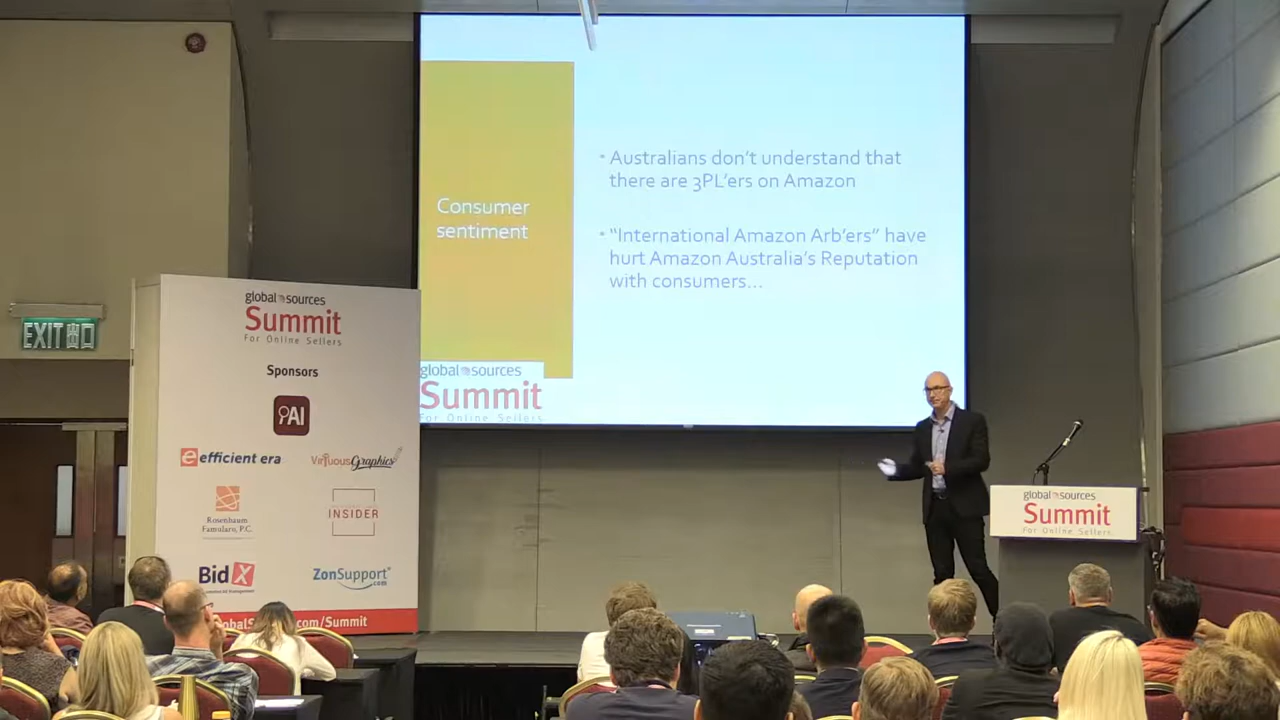 Consumer
sentiment
• Australians don't understand that
there are 3PL'ers on Amazon
• "International Amazon Arb'ers" have
hurt Amazon Australia's Reputation
with consumers...
global sources
Summit
For Online Sellers
EXIT
global sources
Summit
For Online Sellers
Sponsors
AI
efficient era
VirtuousGraphics
Rosenbaum
Famularo, P.C.
INSIDER
BidX
ZonSupport
.com
.com/Summit
global sources
Summit
For Online Sellers